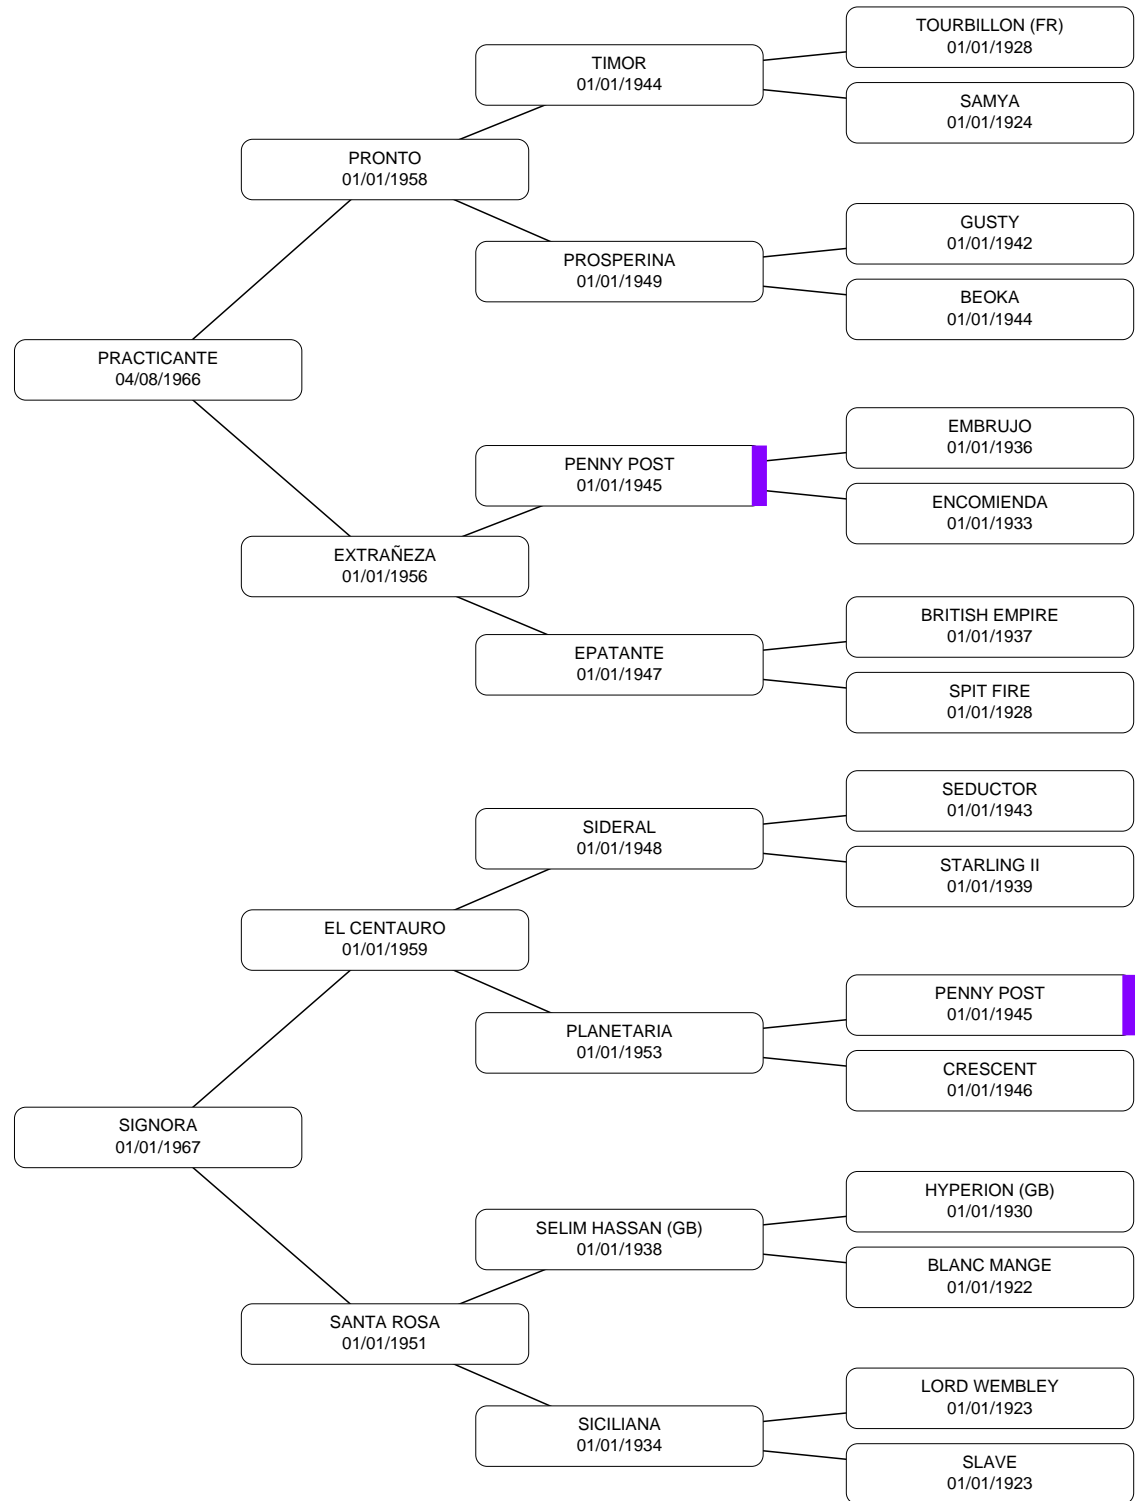 TOURBILLON (FR)
01/01/1928
TIMOR
01/01/1944
SAMYA
01/01/1924
PRONTO
01/01/1958
GUSTY
01/01/1942
PROSPERINA
01/01/1949
BEOKA
01/01/1944
PRACTICANTE
04/08/1966
EMBRUJO
01/01/1936
PENNY POST
01/01/1945
ENCOMIENDA
01/01/1933
EXTRAÑEZA
01/01/1956
BRITISH EMPIRE
01/01/1937
EPATANTE
01/01/1947
SPIT FIRE
01/01/1928
SEDUCTOR
01/01/1943
SIDERAL
01/01/1948
STARLING II
01/01/1939
EL CENTAURO
01/01/1959
PENNY POST
01/01/1945
PLANETARIA
01/01/1953
CRESCENT
01/01/1946
SIGNORA
01/01/1967
HYPERION (GB)
01/01/1930
SELIM HASSAN (GB)
01/01/1938
BLANC MANGE
01/01/1922
SANTA ROSA
01/01/1951
LORD WEMBLEY
01/01/1923
SICILIANA
01/01/1934
SLAVE
01/01/1923